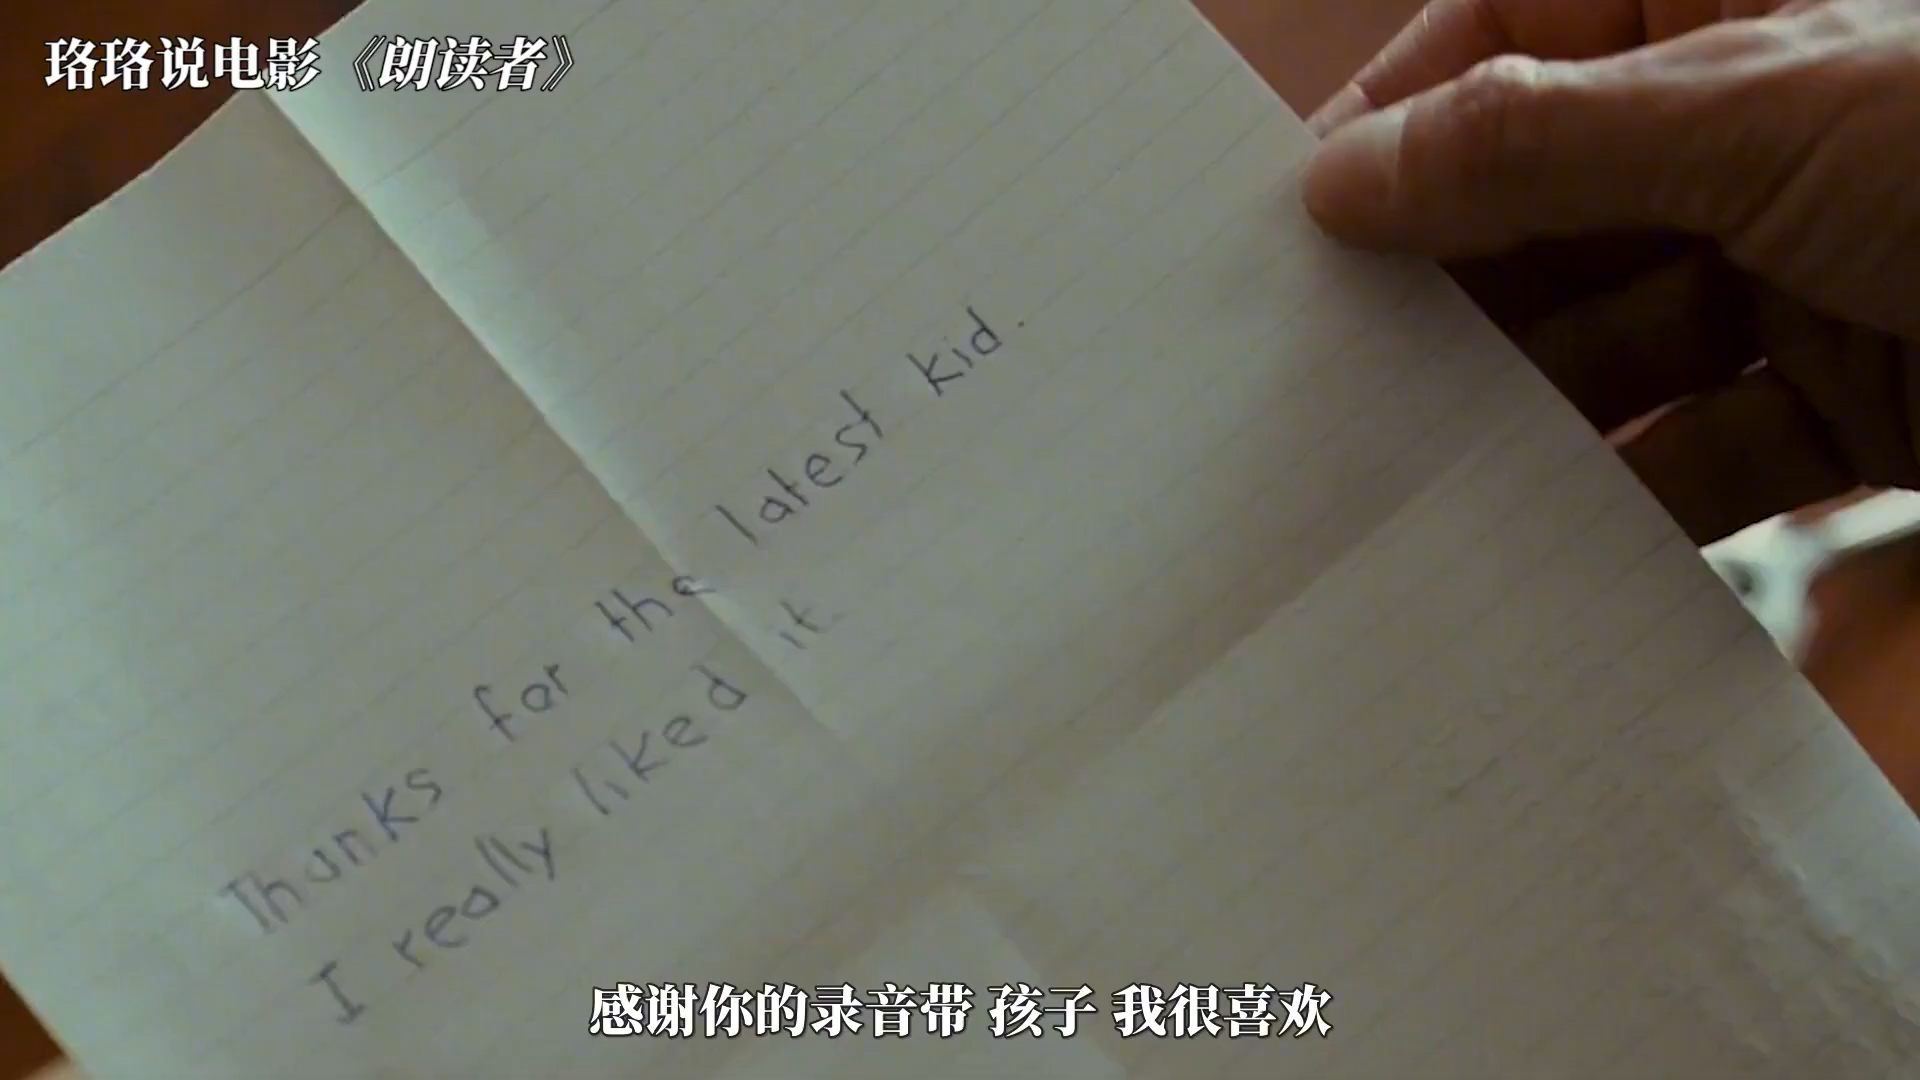 珞珞说电影《朗读者》
Thanks for the latest kid.
I really liked it.
感谢你的录音带 孩子 我很喜欢